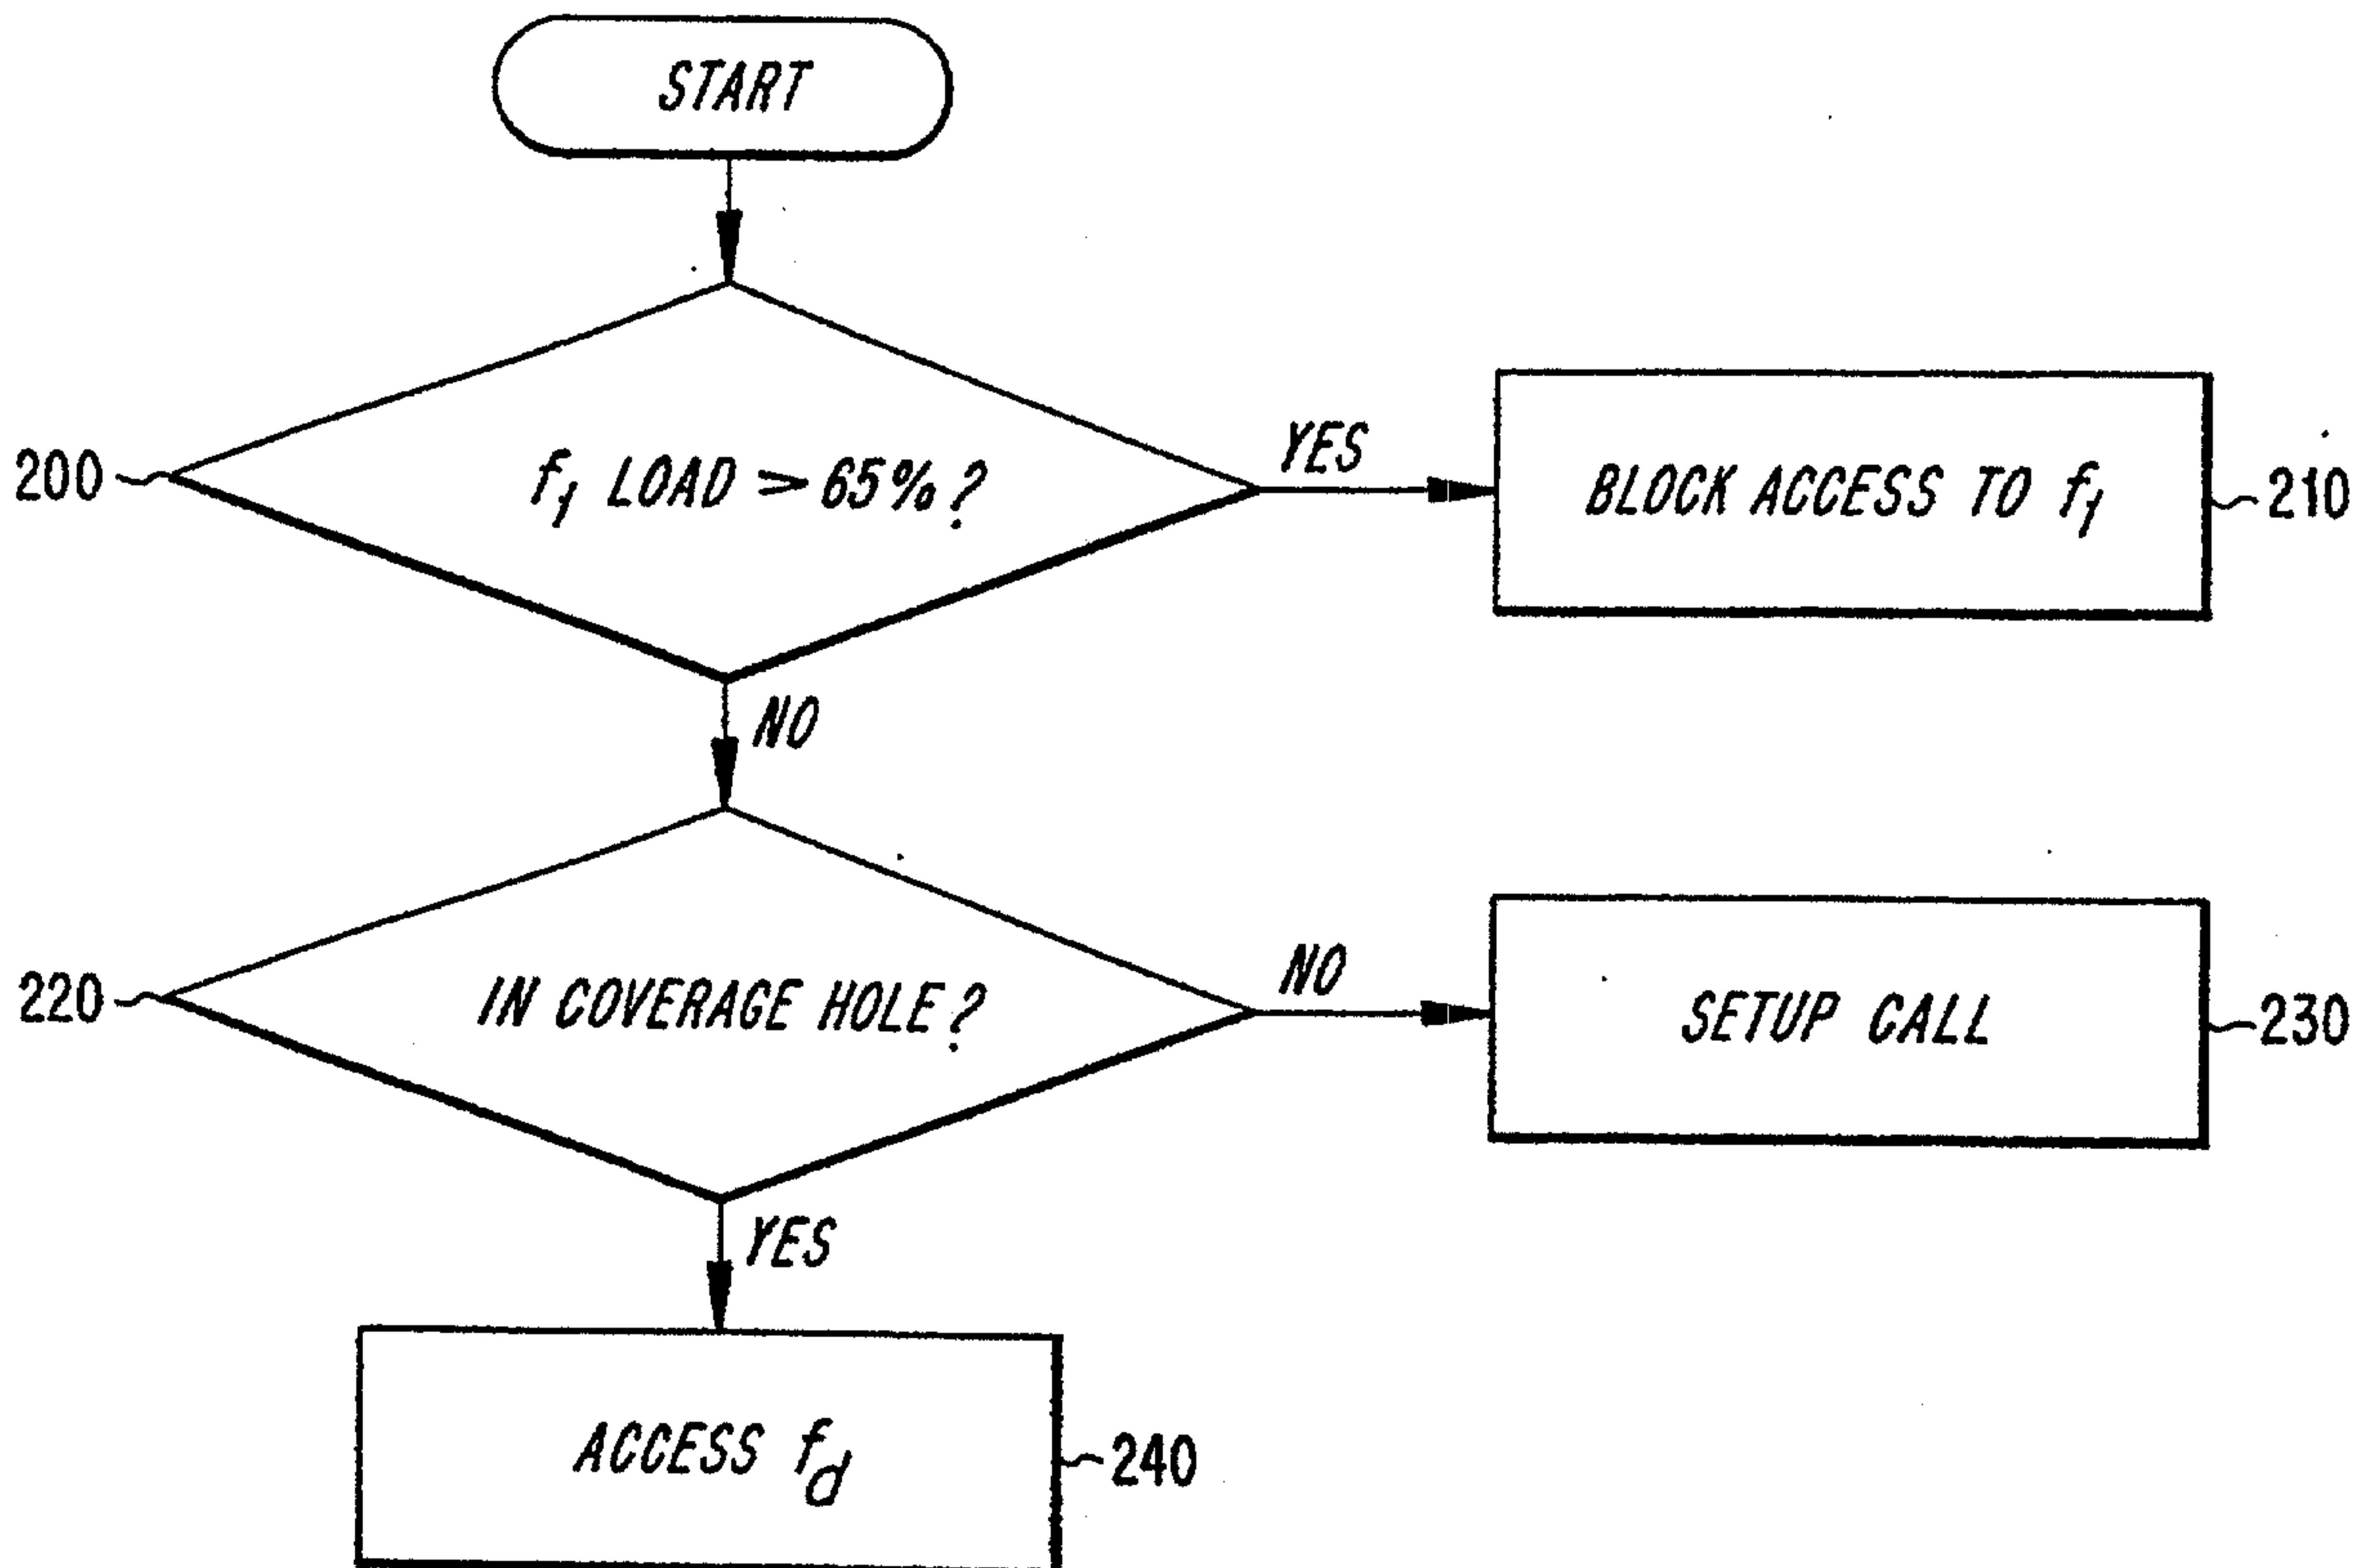 START
200
f₁ LOAD > 65%?
YES
BLOCK ACCESS TO f₁
210
NO
220
IN COVERAGE HOLE?
NO
SETUP CALL
230
YES
ACCESS f_d
240